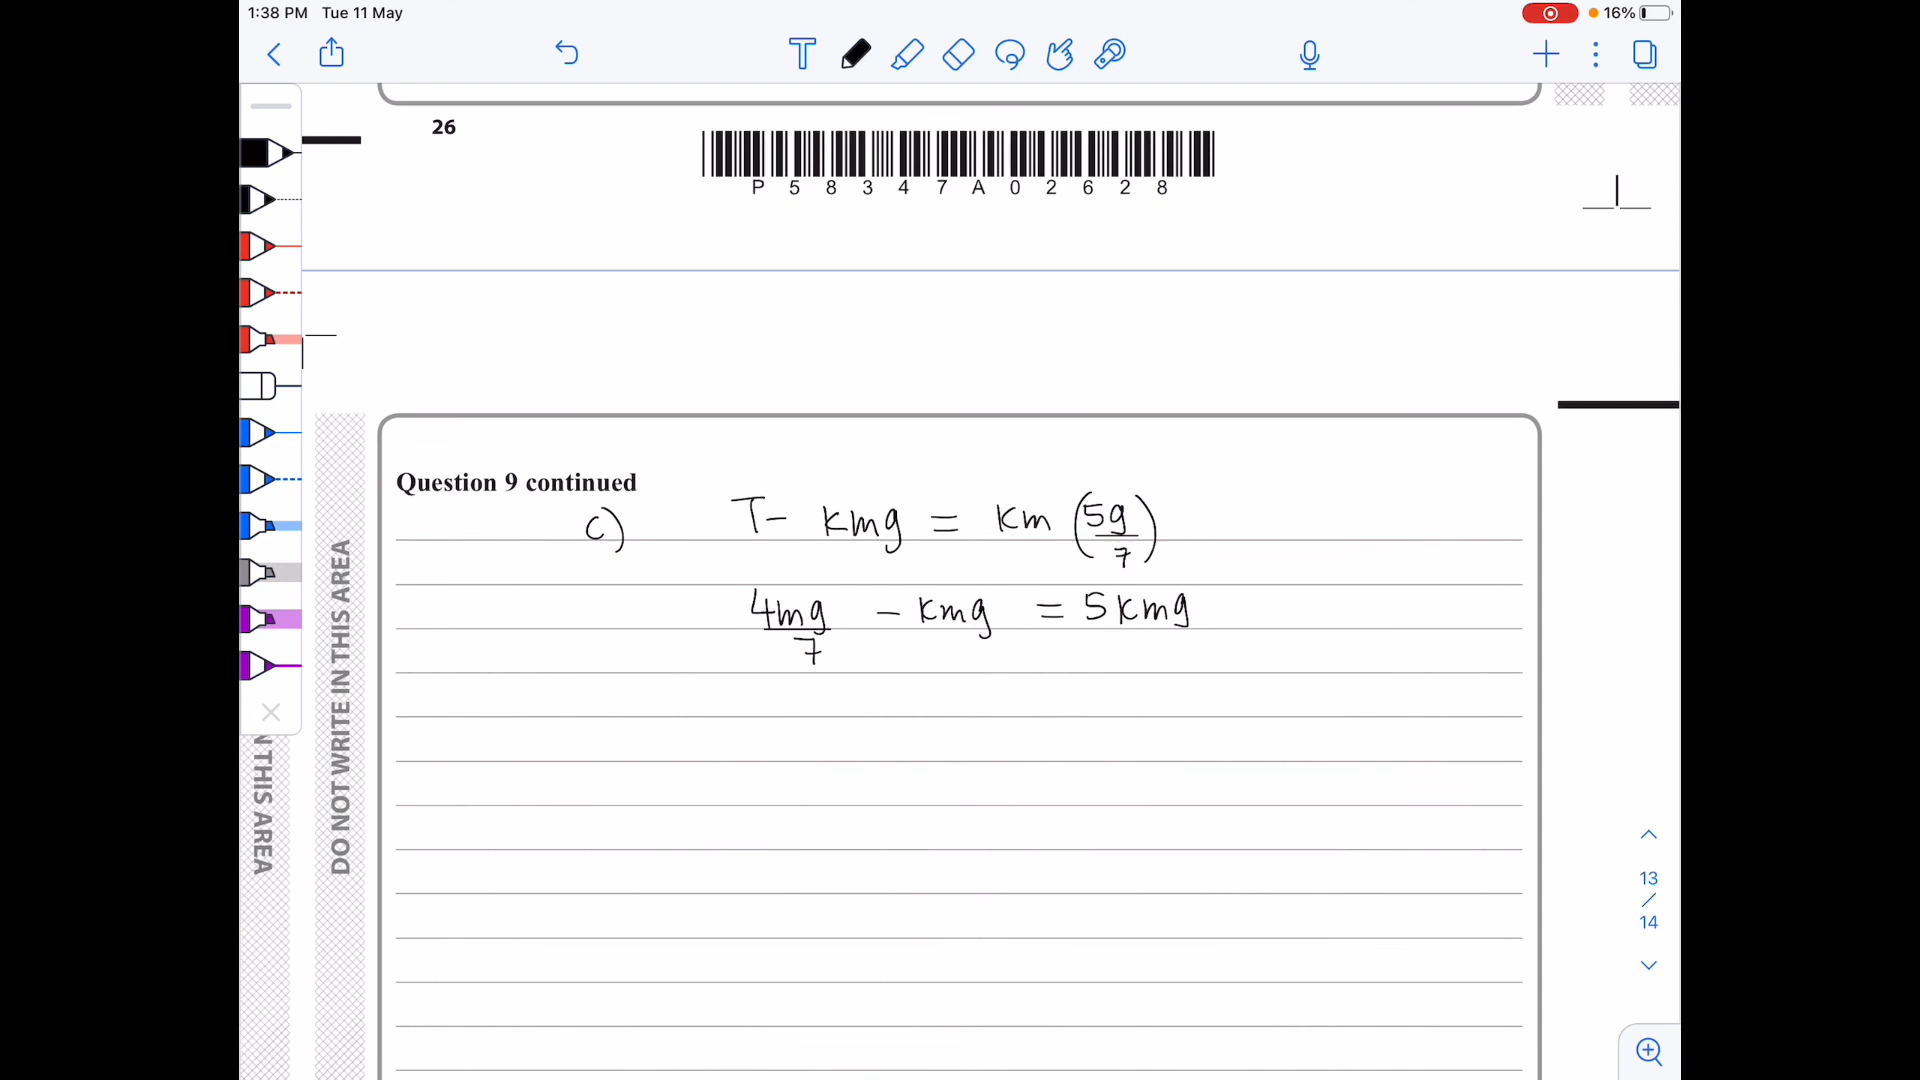 1:38 PM Tue 11 May
16%
26
P 5 8 3 4 7 A 0 2 6 2 8
Question 9 continued
c) T - kmg = km (5g/7)
4mg/7 - kmg = 5kmg
DO NOT WRITE IN THIS AREA
N THIS AREA
13
/
14